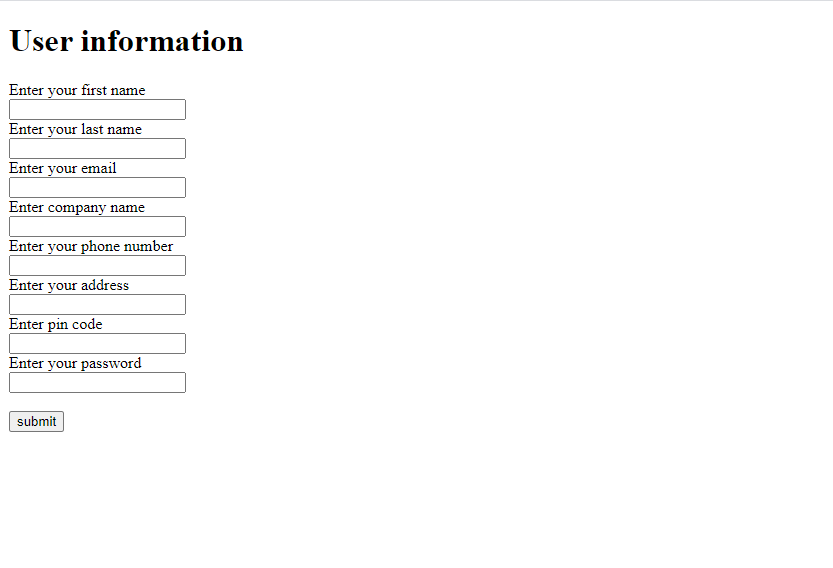 User information
Enter your first name
Enter your last name
Enter your email
Enter company name
Enter your phone number
Enter your address
Enter pin code
Enter your password
submit